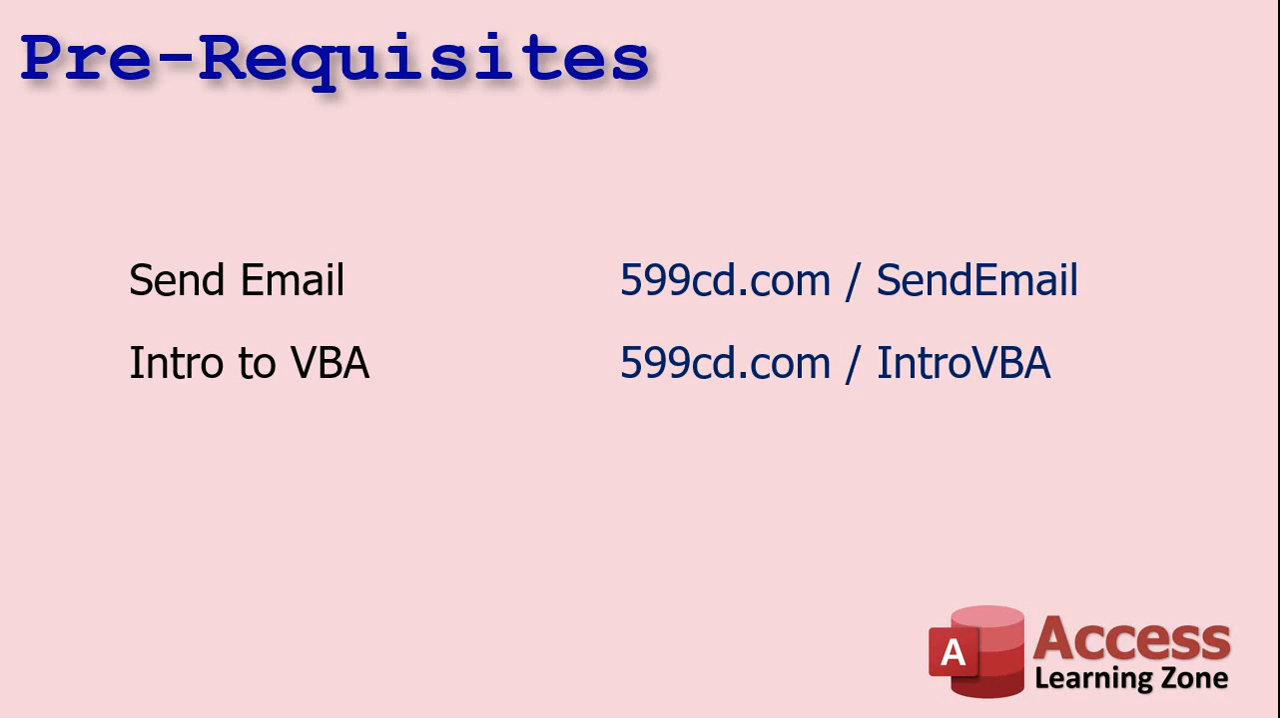 Pre-Requisites
Send Email 599cd.com / SendEmail
Intro to VBA 599cd.com / IntroVBA
A Access
Learning Zone